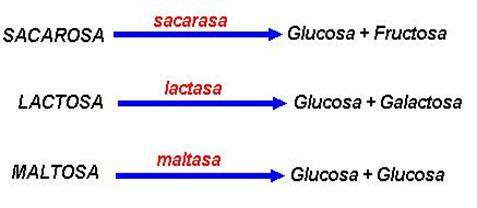 sacarasa
SACAROSA Glucosa + Fructosa
lactasa
LACTOSA Glucosa + Galactosa
maltasa
MALTOSA Glucosa + Glucosa